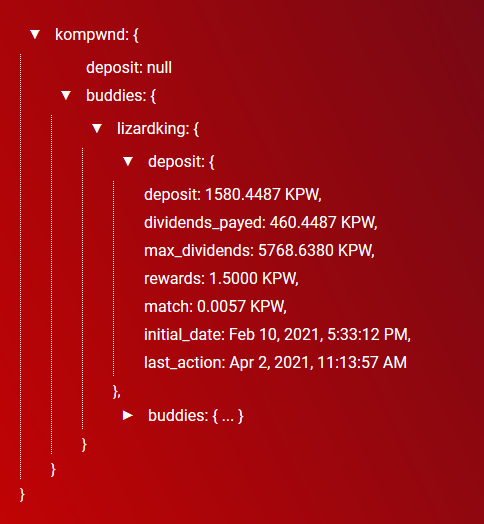 ▼ kompwnd: {
deposit: null
▼ buddies: {
▼ lizardking: {
▼ deposit: {
deposit: 1580.4487 KPW,
dividends_payed: 460.4487 KPW,
max_dividends: 5768.6380 KPW,
rewards: 1.5000 KPW,
match: 0.0057 KPW,
initial_date: Feb 10, 2021, 5:33:12 PM,
last_action: Apr 2, 2021, 11:13:57 AM
},
▶ buddies: { ... }
}
}
}